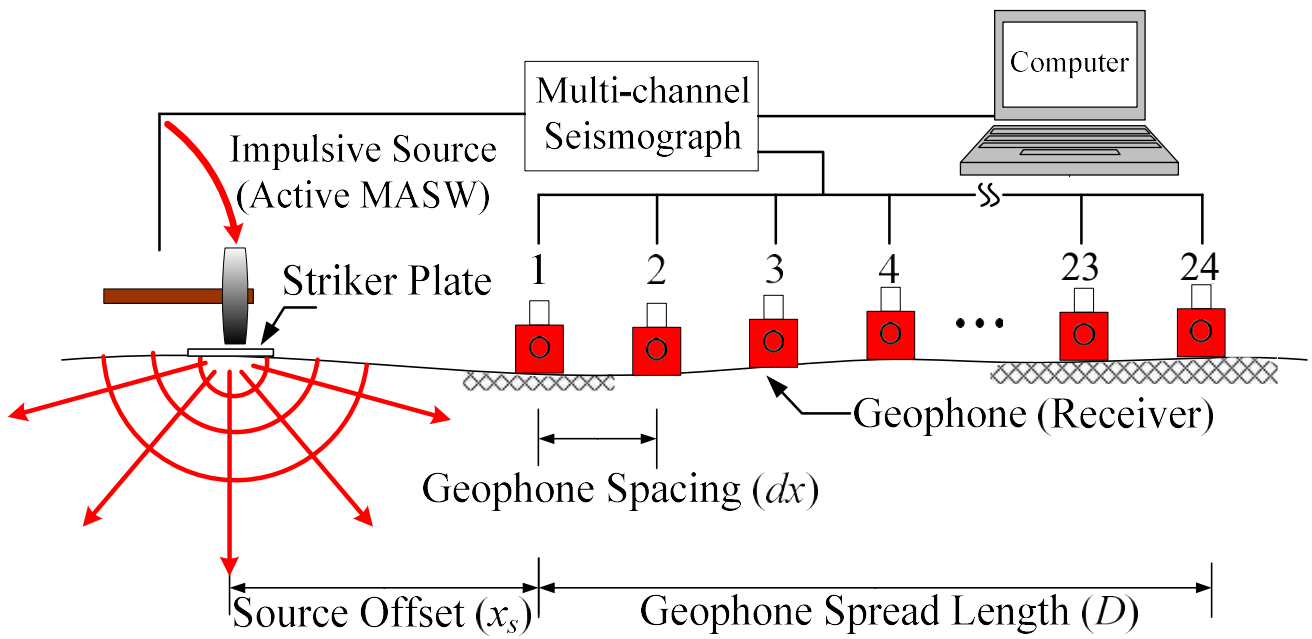 Computer
Multi-channel
Seismograph
Impulsive Source
(Active MASW)
Striker Plate
1 2 3 4 23 24
Geophone (Receiver)
Geophone Spacing (dx)
Source Offset (xₛ)
Geophone Spread Length (D)